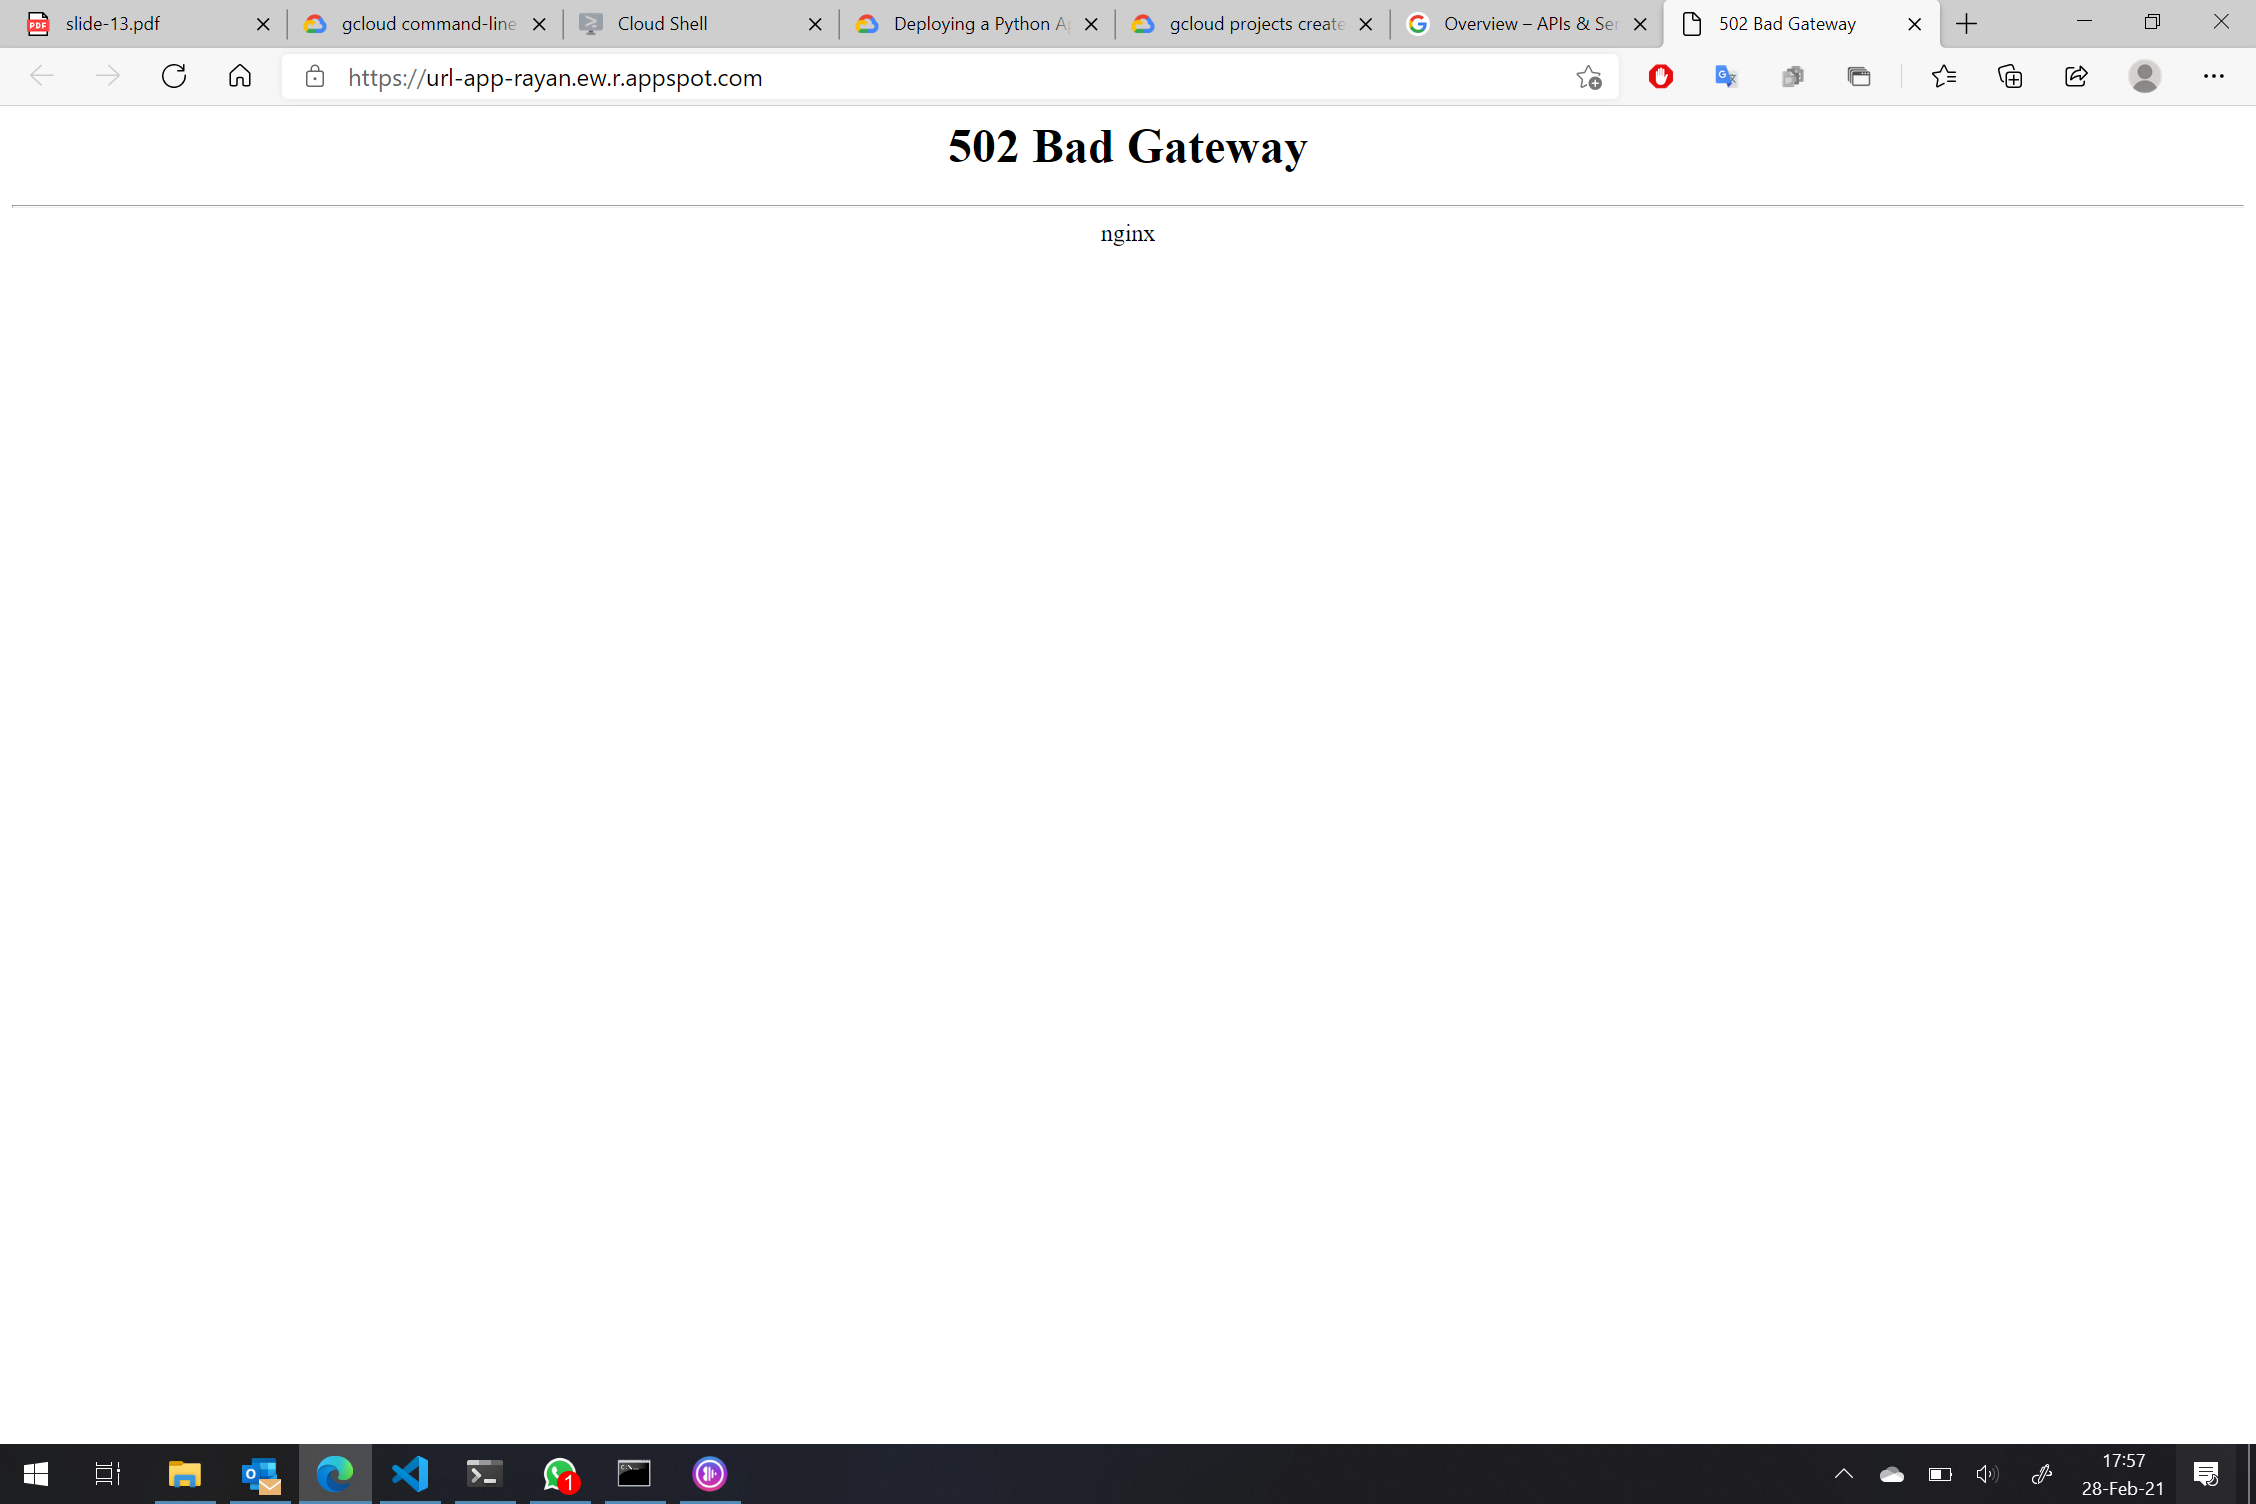 slide-13.pdf
gcloud command-line
Cloud Shell
Deploying a Python A
gcloud projects create
Overview – APIs & Ser
502 Bad Gateway
https://url-app-rayan.ew.r.appspot.com
502 Bad Gateway
nginx
1
17:57
28-Feb-21